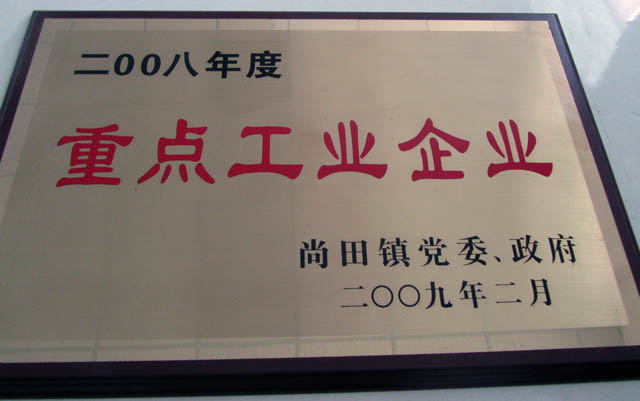 二00八年度
重点工业企业
尚田镇党委、政府
二〇〇九年二月